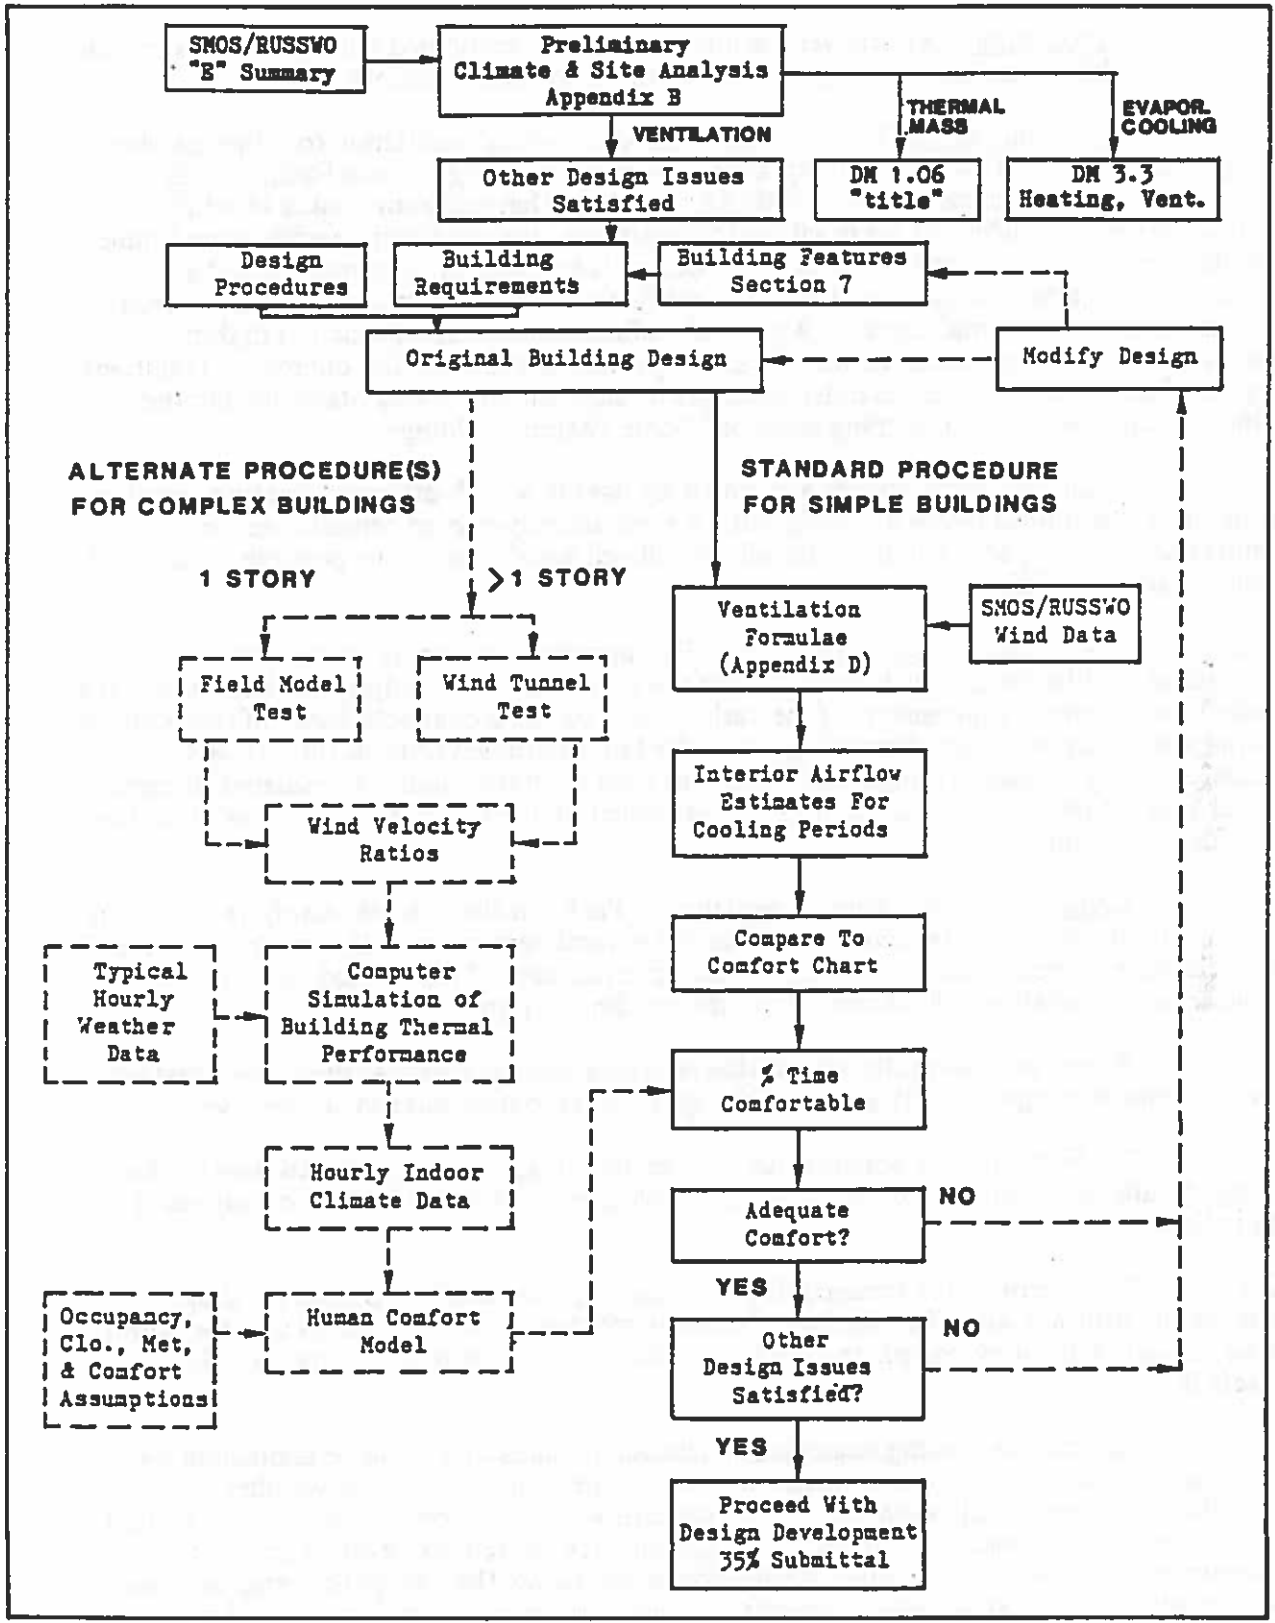 SMOS/RUSSWO
"E" Summary
Preliminary
Climate & Site Analysis
Appendix B
THERMAL
MASS
EVAPOR.
COOLING
VENTILATION
Other Design Issues
Satisfied
DM 1.06
"title"
DM 3.3
Heating, Vent.
Design
Procedures
Building
Requirements
Building Features
Section 7
Original Building Design
Modify Design
ALTERNATE PROCEDURE(S)
FOR COMPLEX BUILDINGS
STANDARD PROCEDURE
FOR SIMPLE BUILDINGS
1 STORY
>1 STORY
Ventilation
Formulae
(Appendix D)
SMOS/RUSSWO
Wind Data
Field Model
Test
Wind Tunnel
Test
Interior Airflow
Estimates For
Cooling Periods
Wind Velocity
Ratios
Compare To
Comfort Chart
Typical
Hourly
Weather
Data
Computer
Simulation of
Building Thermal
Performance
% Time
Comfortable
Hourly Indoor
Climate Data
Adequate
Comfort?
NO
YES
Occupancy,
Clo., Met,
& Comfort
Assumptions
Human Comfort
Model
Other
Design Issues
Satisfied?
NO
YES
Proceed With
Design Development
35% Submittal